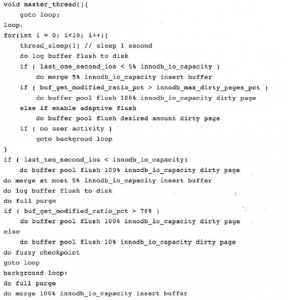 void master_thread(){
goto loop;
loop:
for(int i = 0; i<10; i++){
thread_sleep(1) // sleep 1 second
do log buffer flush to disk
if ( last_one_second_ios < 5% innodb_io_capacity )
do merge 5% innodb_io_capacity insert buffer
if ( buf_get_modified_ratio_pct > innodb_max_dirty_pages_pct )
do buffer pool flush 100% innodb_io_capacity dirty page
else if enable adaptive flush
do buffer pool flush desired amount dirty page
if ( no user activity )
goto backgroud loop
}
if ( last_ten_second_ios < innodb_io_capacity)
do buffer pool flush 100% innodb_io_capacity dirty page
do merge at most 5% innodb_io_capacity insert buffer
do log buffer flush to disk
do full purge
if ( buf_get_modified_ratio_pct > 70% )
do buffer pool flush 100% innodb_io_capacity dirty page
else
do buffer pool flush 10% innodb_io_capacity dirty page
do fuzzy checkpoint
goto loop
background loop:
do full purge
do merge 100% innodb_io_capacity insert buffer